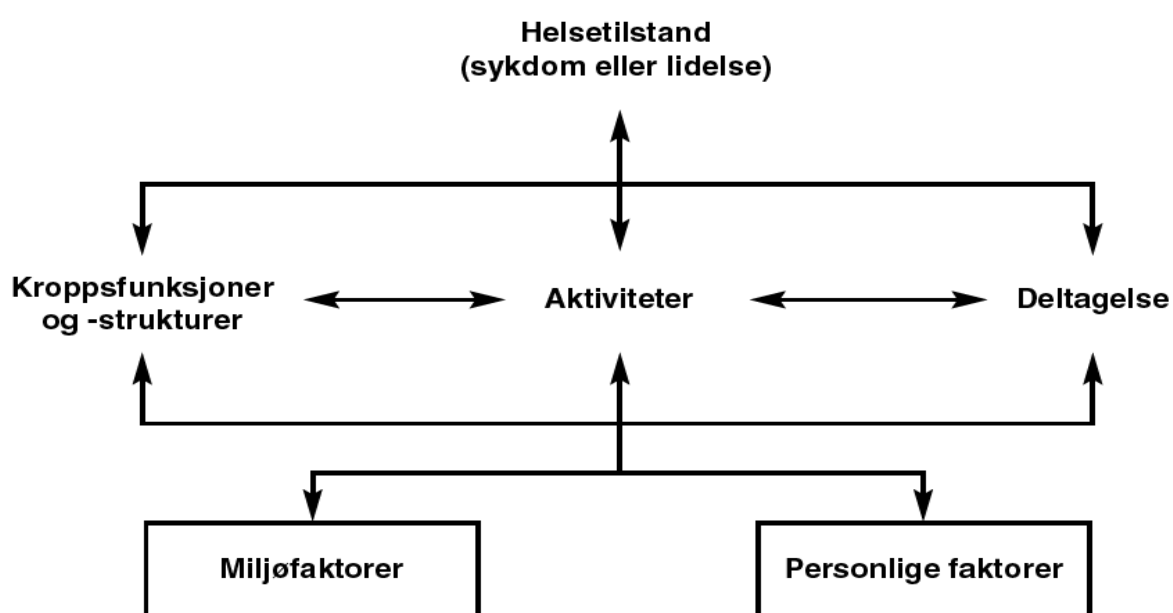 Helsetilstand
(sykdom eller lidelse)
Kroppsfunksjoner
og -strukturer
Aktiviteter
Deltagelse
Miljøfaktorer
Personlige faktorer